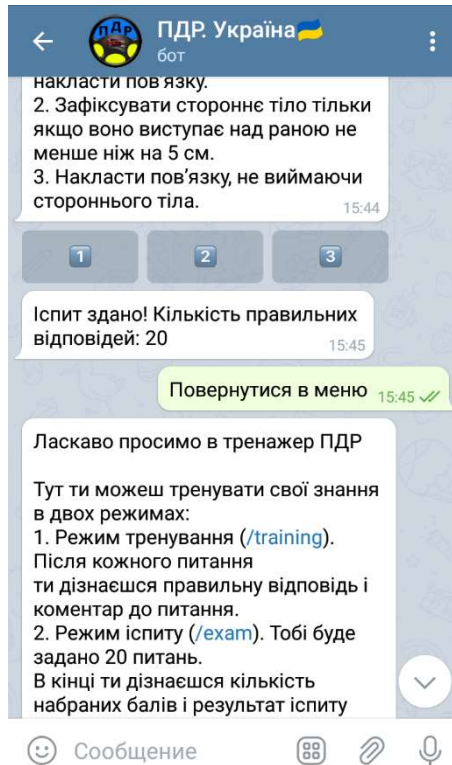 ПДР. Україна
бот
накласти пов'язку.
2. Зафіксувати стороннє тіло тільки
якщо воно виступає над раною не
менше ніж на 5 см.
3. Накласти пов'язку, не виймаючи
стороннього тіла.
15:44
1 2 3
Іспит здано! Кількість правильних
відповідей: 20
15:45
Повернутися в меню 15:45
Ласкаво просимо в тренажер ПДР
Тут ти можеш тренувати свої знання
в двох режимах:
1. Режим тренування (/training).
Після кожного питання
ти дізнаєшся правильну відповідь і
коментар до питання.
2. Режим іспиту (/exam). Тобі буде
задано 20 питань.
В кінці ти дізнаєшся кількість
набраних балів і результат іспиту
Сообщение